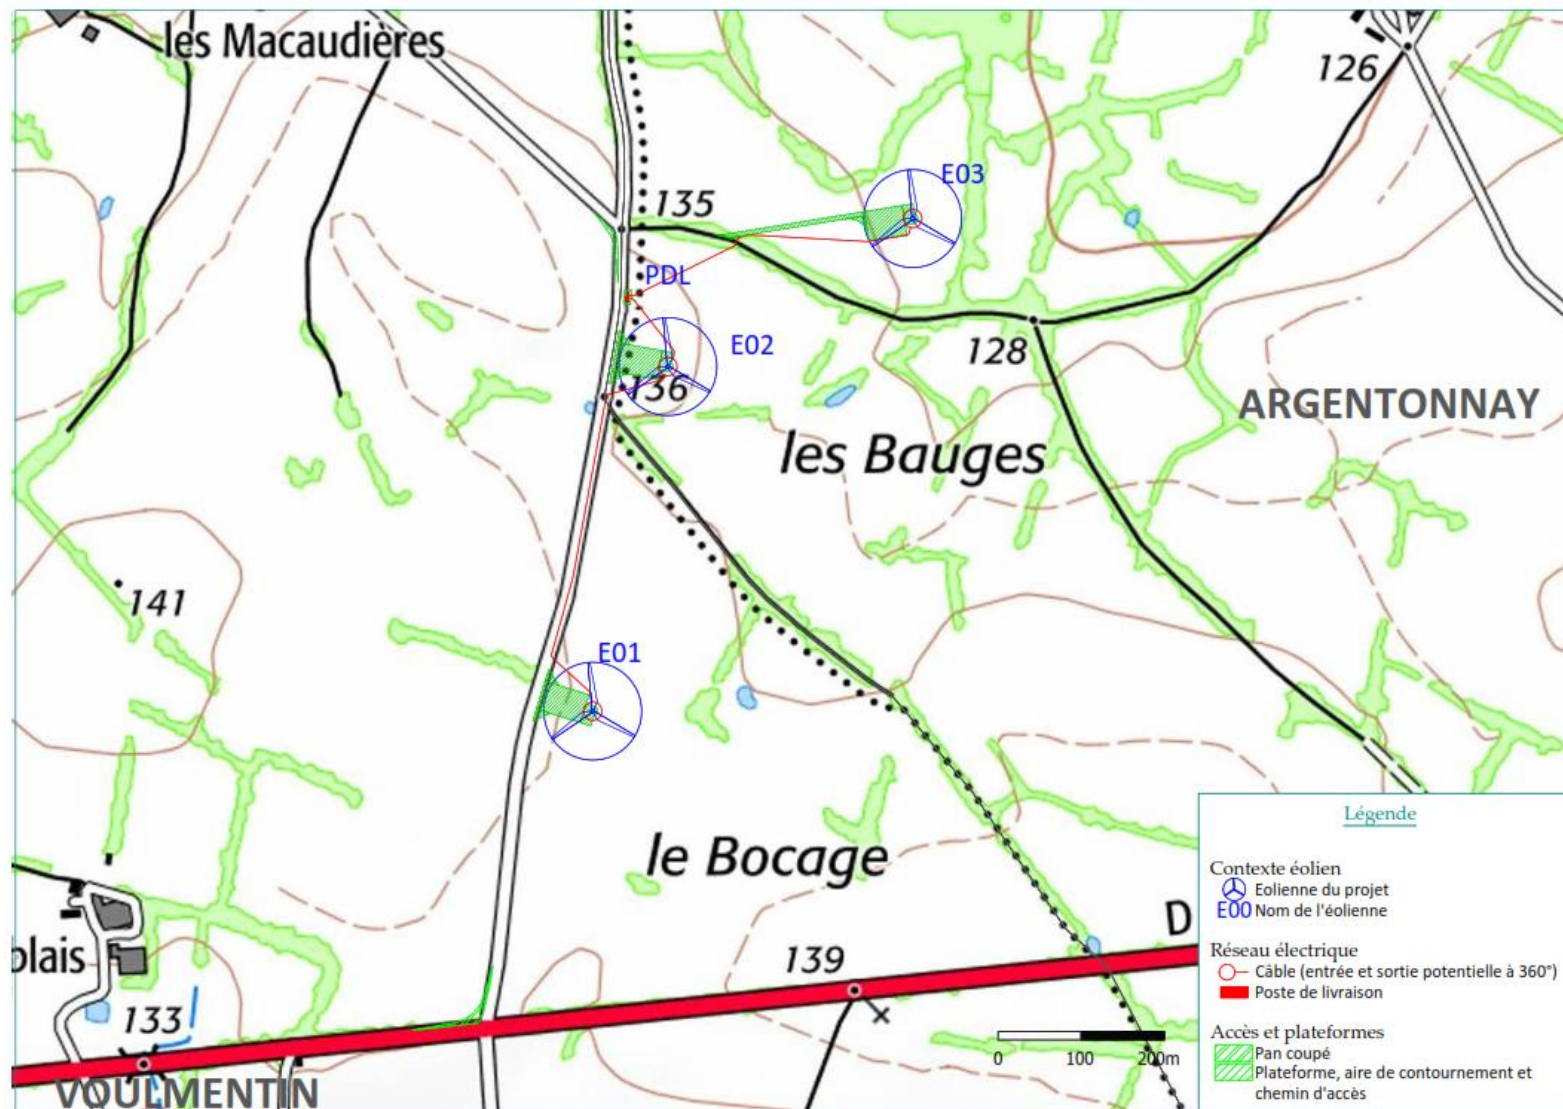 les Macaudières
126
E03
135
PDL
E02
128
136
ARGENTONNAY
les Bauges
141
E01
le Bocage
D
olais
139
133
VOULMENTIN
0 100 200m
Légende
Contexte éolien
Eolienne du projet
E00 Nom de l'éolienne
Réseau électrique
Câble (entrée et sortie potentielle à 360°)
Poste de livraison
Accès et plateformes
Pan coupé
Plateforme, aire de contournement et
chemin d'accès